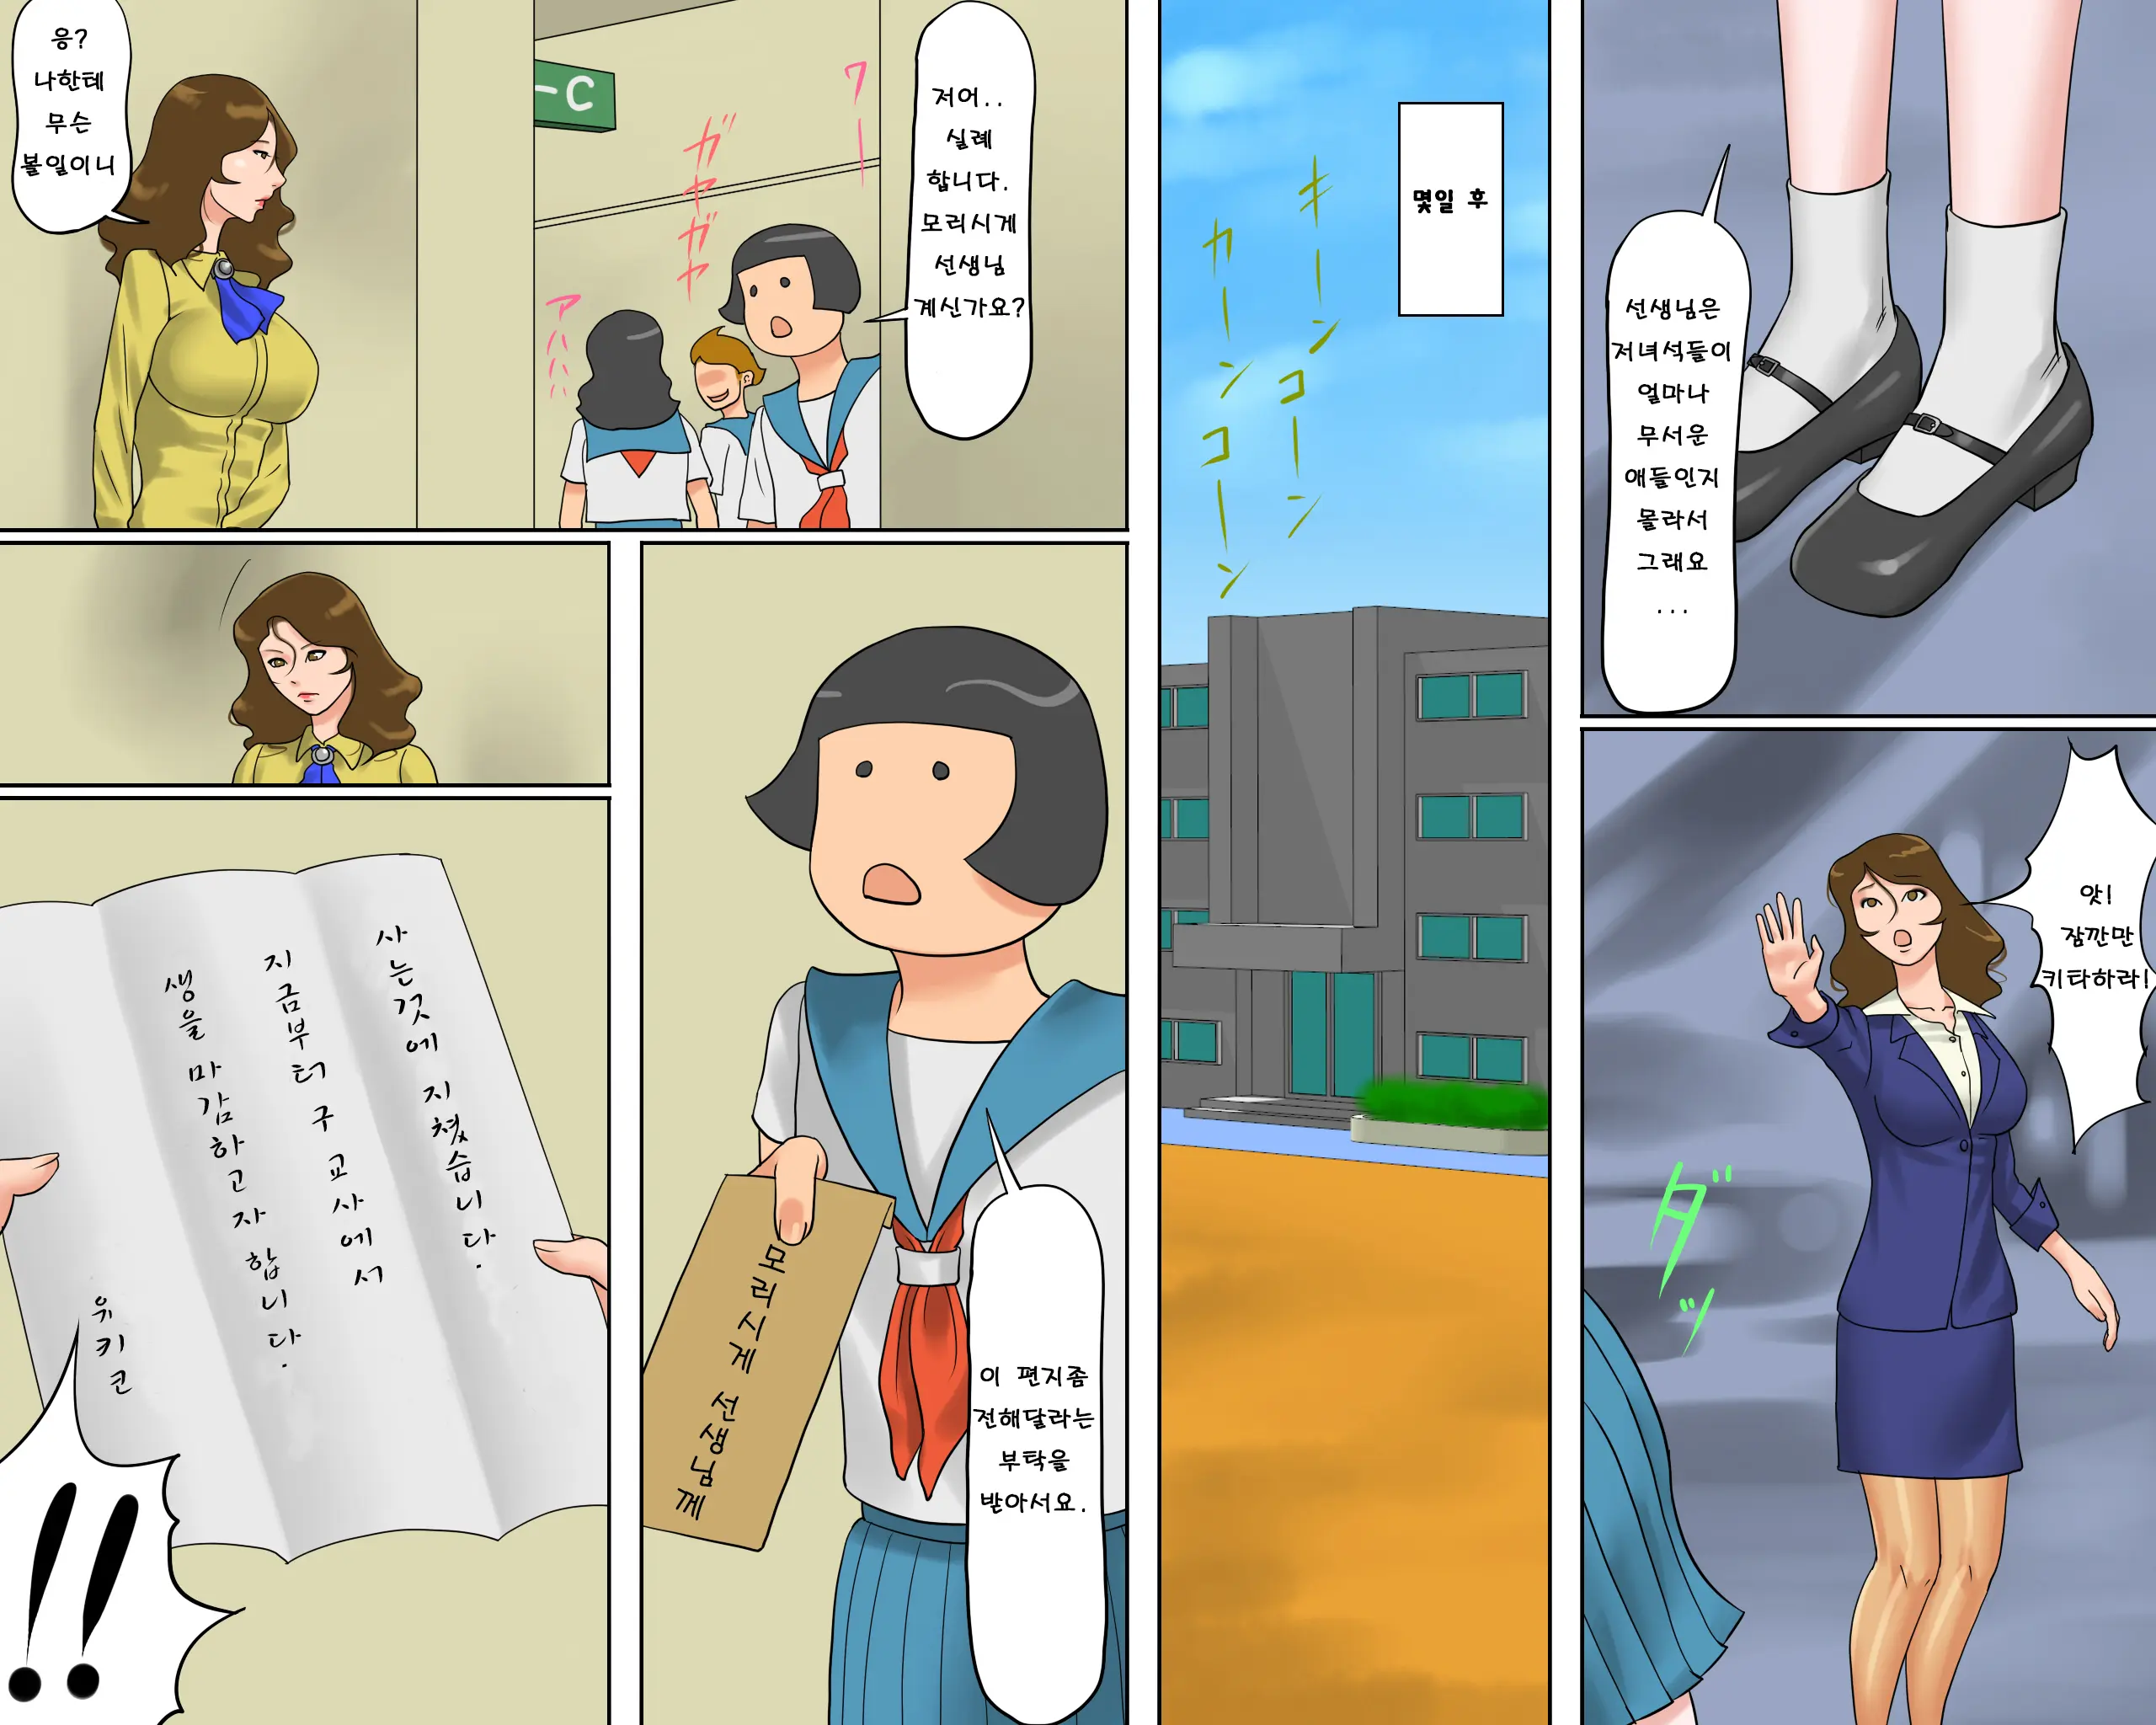 선생님은
저녀석들이
얼마나
무서운
애들인지
몰라서
그래요
...
앗!
잠깐만
키타하라!
ダッ
몇일 후
キーンコーン
カーンコーン
저어..
실례
합니다.
모리시게
선생님
계신가요?
ワー
ガヤガヤ
アハハハ
-C
응?
나한테
무슨
볼일이니
이 편지좀
전해달라는
부탁을
받아서요.
모리시게 선생님께
사는것에 지쳤습니다.
지금부터 구 교사에서
생을 마감하고자 합니다.
유키코
!!